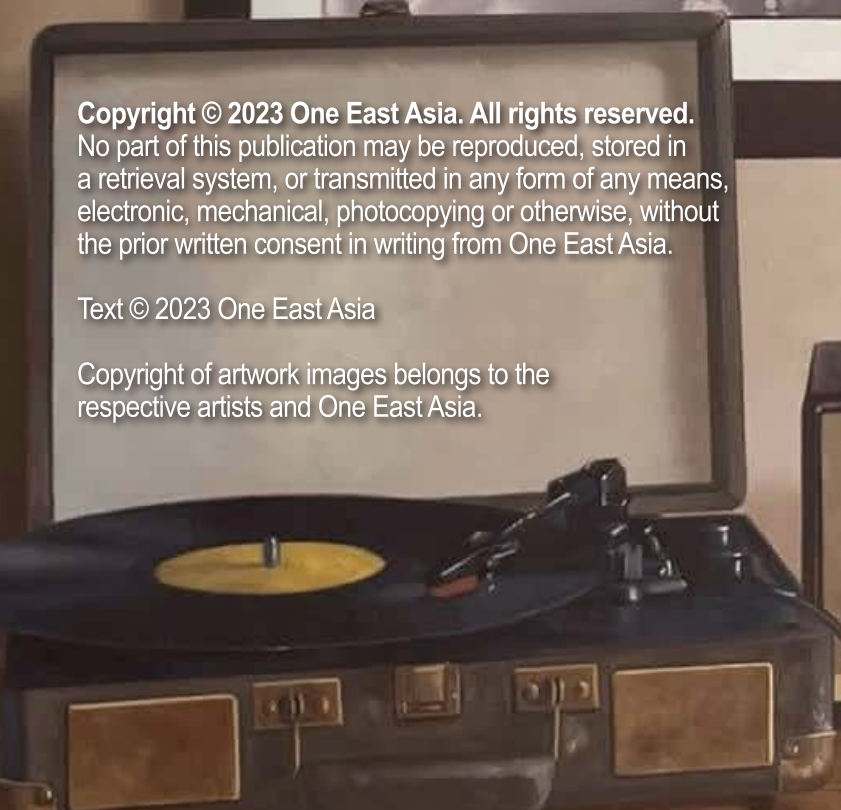 Copyright © 2023 One East Asia. All rights reserved.
No part of this publication may be reproduced, stored in
a retrieval system, or transmitted in any form of any means,
electronic, mechanical, photocopying or otherwise, without
the prior written consent in writing from One East Asia.
Text © 2023 One East Asia
Copyright of artwork images belongs to the
respective artists and One East Asia.